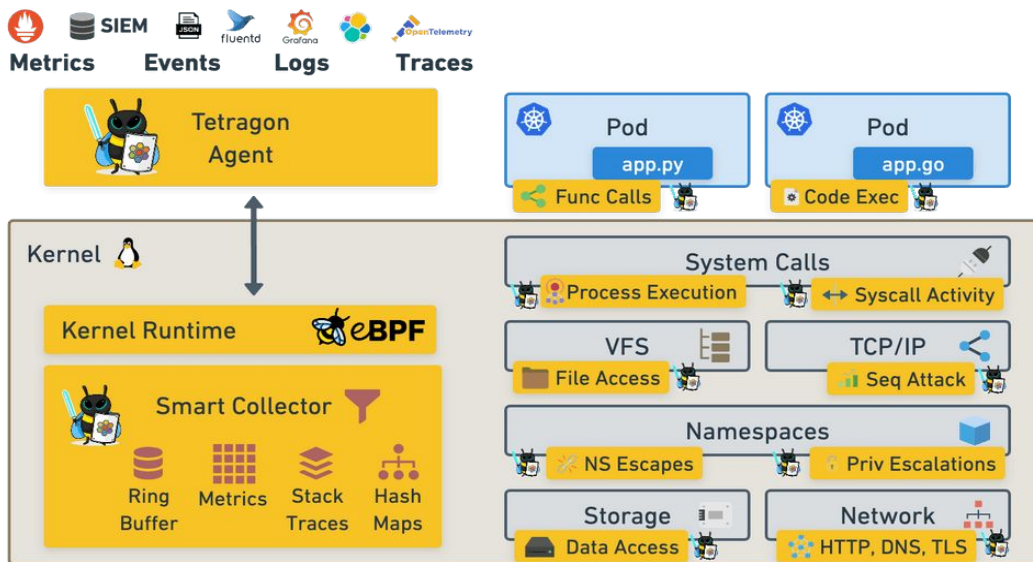 SIEM
JSON
fluentd
Grafana
OpenTelemetry
Metrics Events Logs Traces
Tetragon
Agent
Pod
app.py
Func Calls
Pod
app.go
Code Exec
Kernel
Kernel Runtime
eBPF
Smart Collector
Ring
Buffer
Metrics
Stack
Traces
Hash
Maps
System Calls
Process Execution
Syscall Activity
VFS
File Access
TCP/IP
Seq Attack
Namespaces
NS Escapes
Priv Escalations
Storage
Data Access
Network
HTTP, DNS, TLS